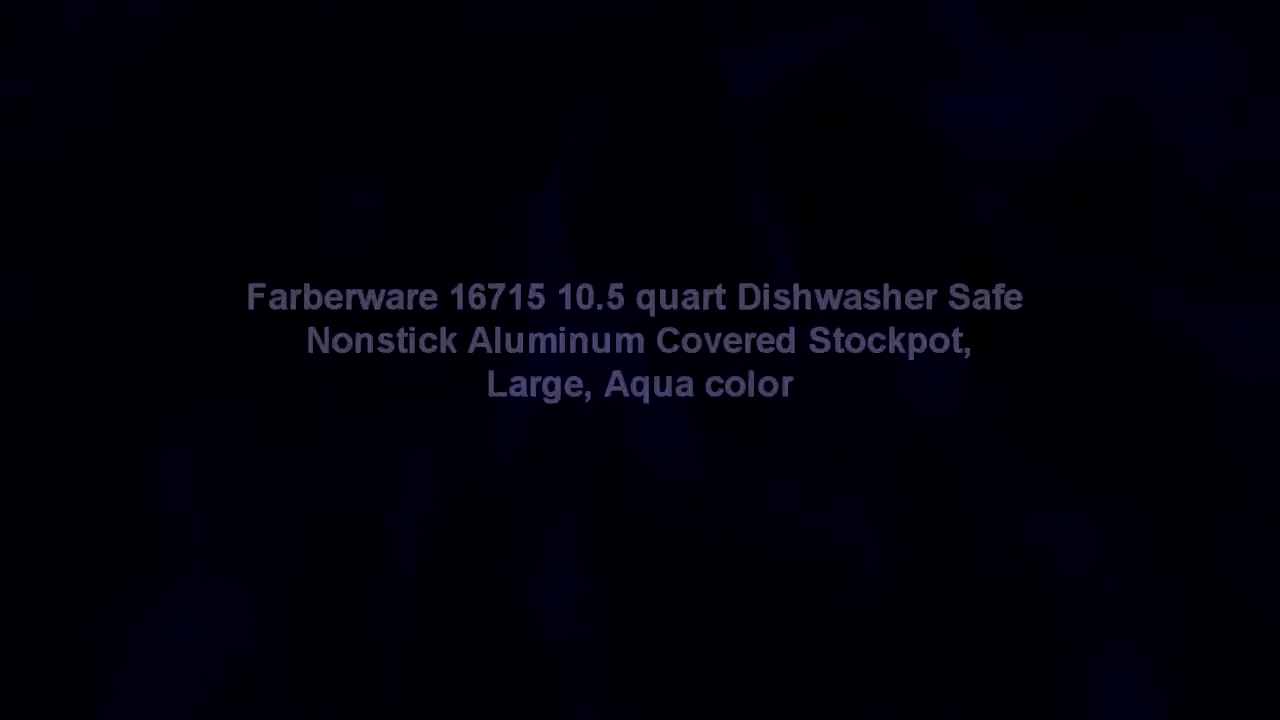 Farberware 16715 10.5 quart Dishwasher Safe
Nonstick Aluminum Covered Stockpot,
Large, Aqua color